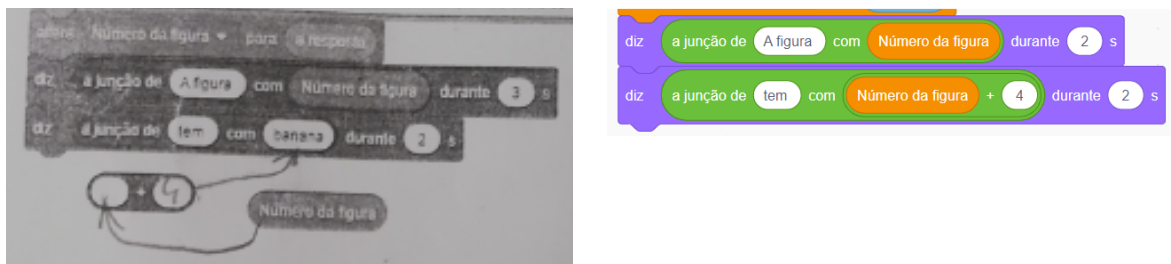 altera Número da figura para a resposta
diz a junção de A figura com Número da figura durante 3 s
diz a junção de tem com banana durante 2 s
+ 4
Número da figura
diz a junção de A figura com Número da figura durante 2 s
diz a junção de tem com Número da figura + 4 durante 2 s